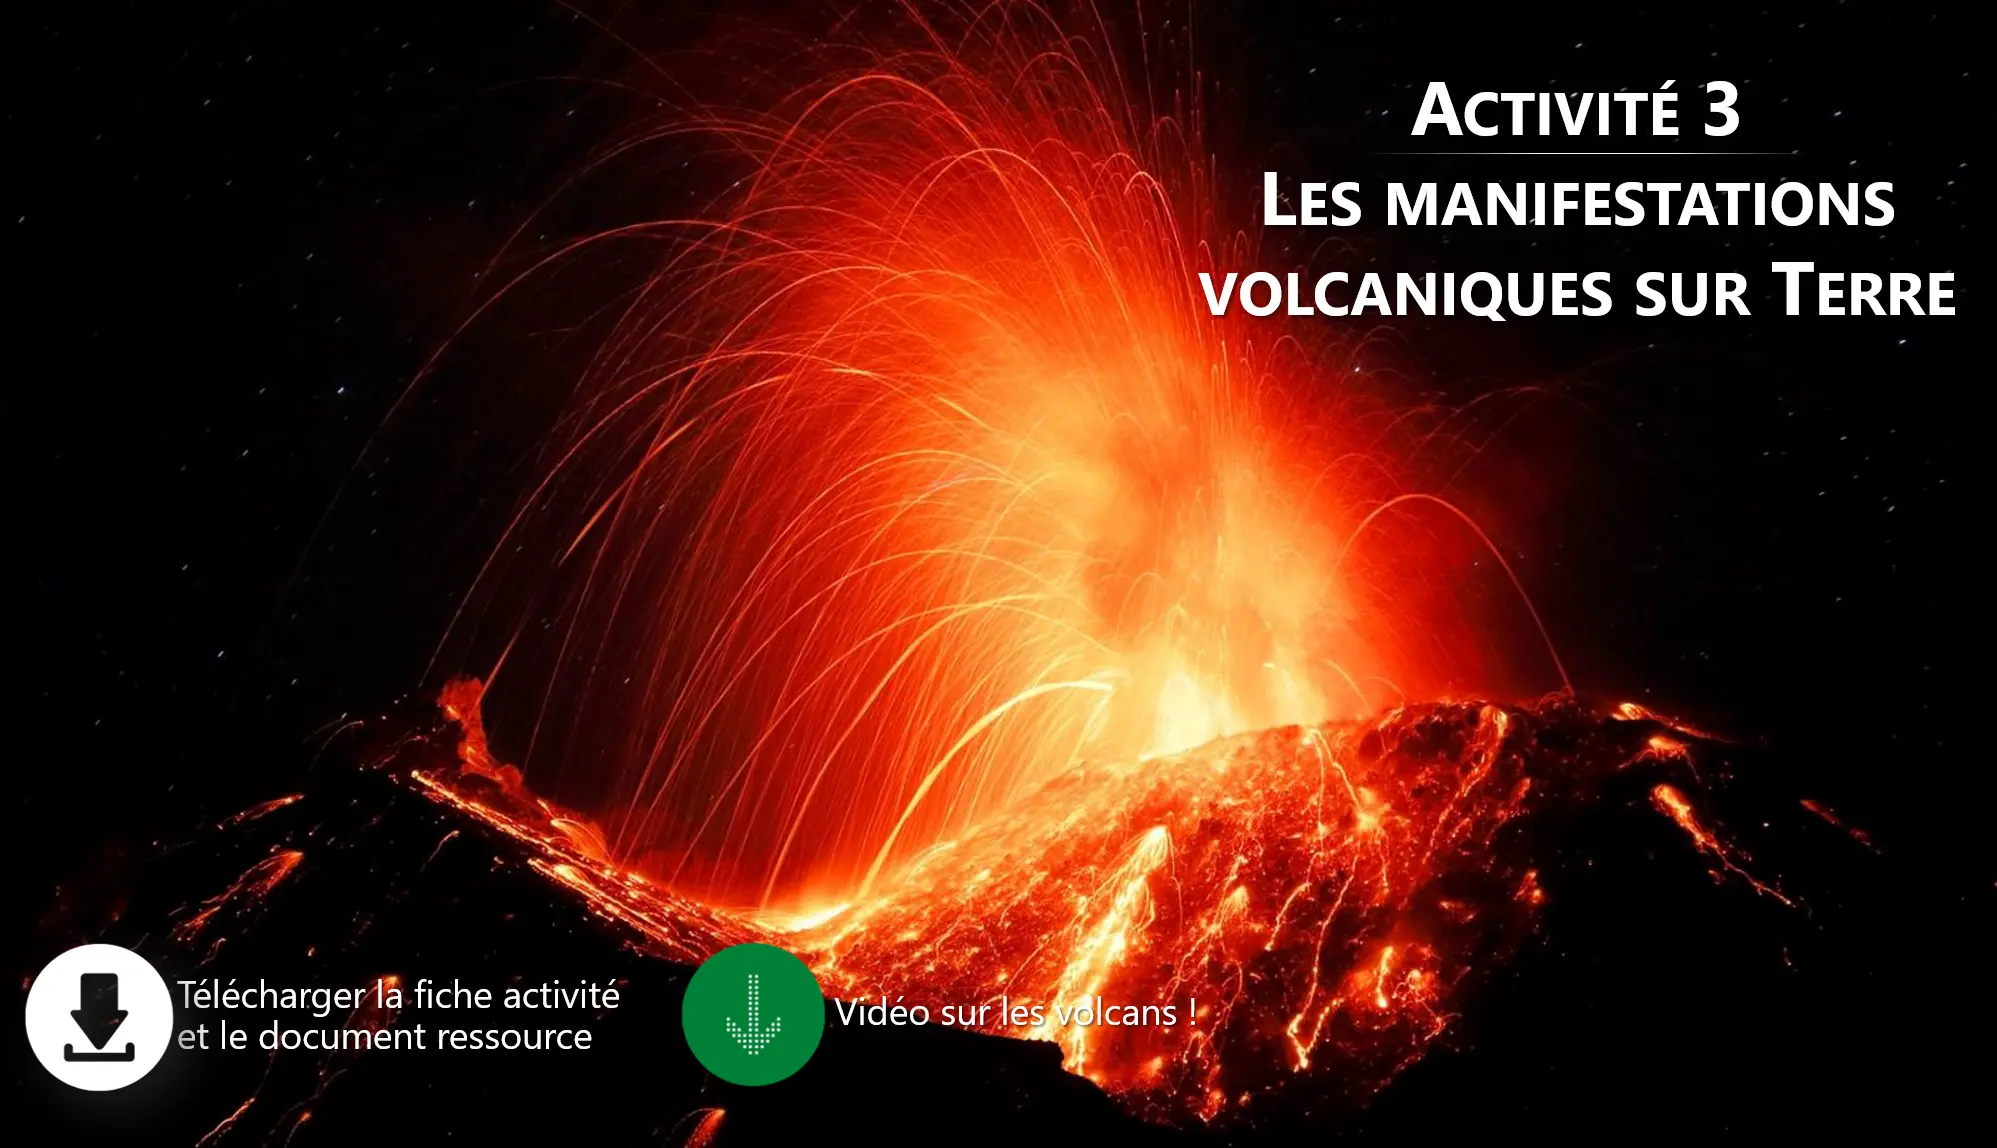 Activité 3
Les manifestations
volcaniques sur Terre
Télécharger la fiche activité
et le document ressource
Vidéo sur les volcans !